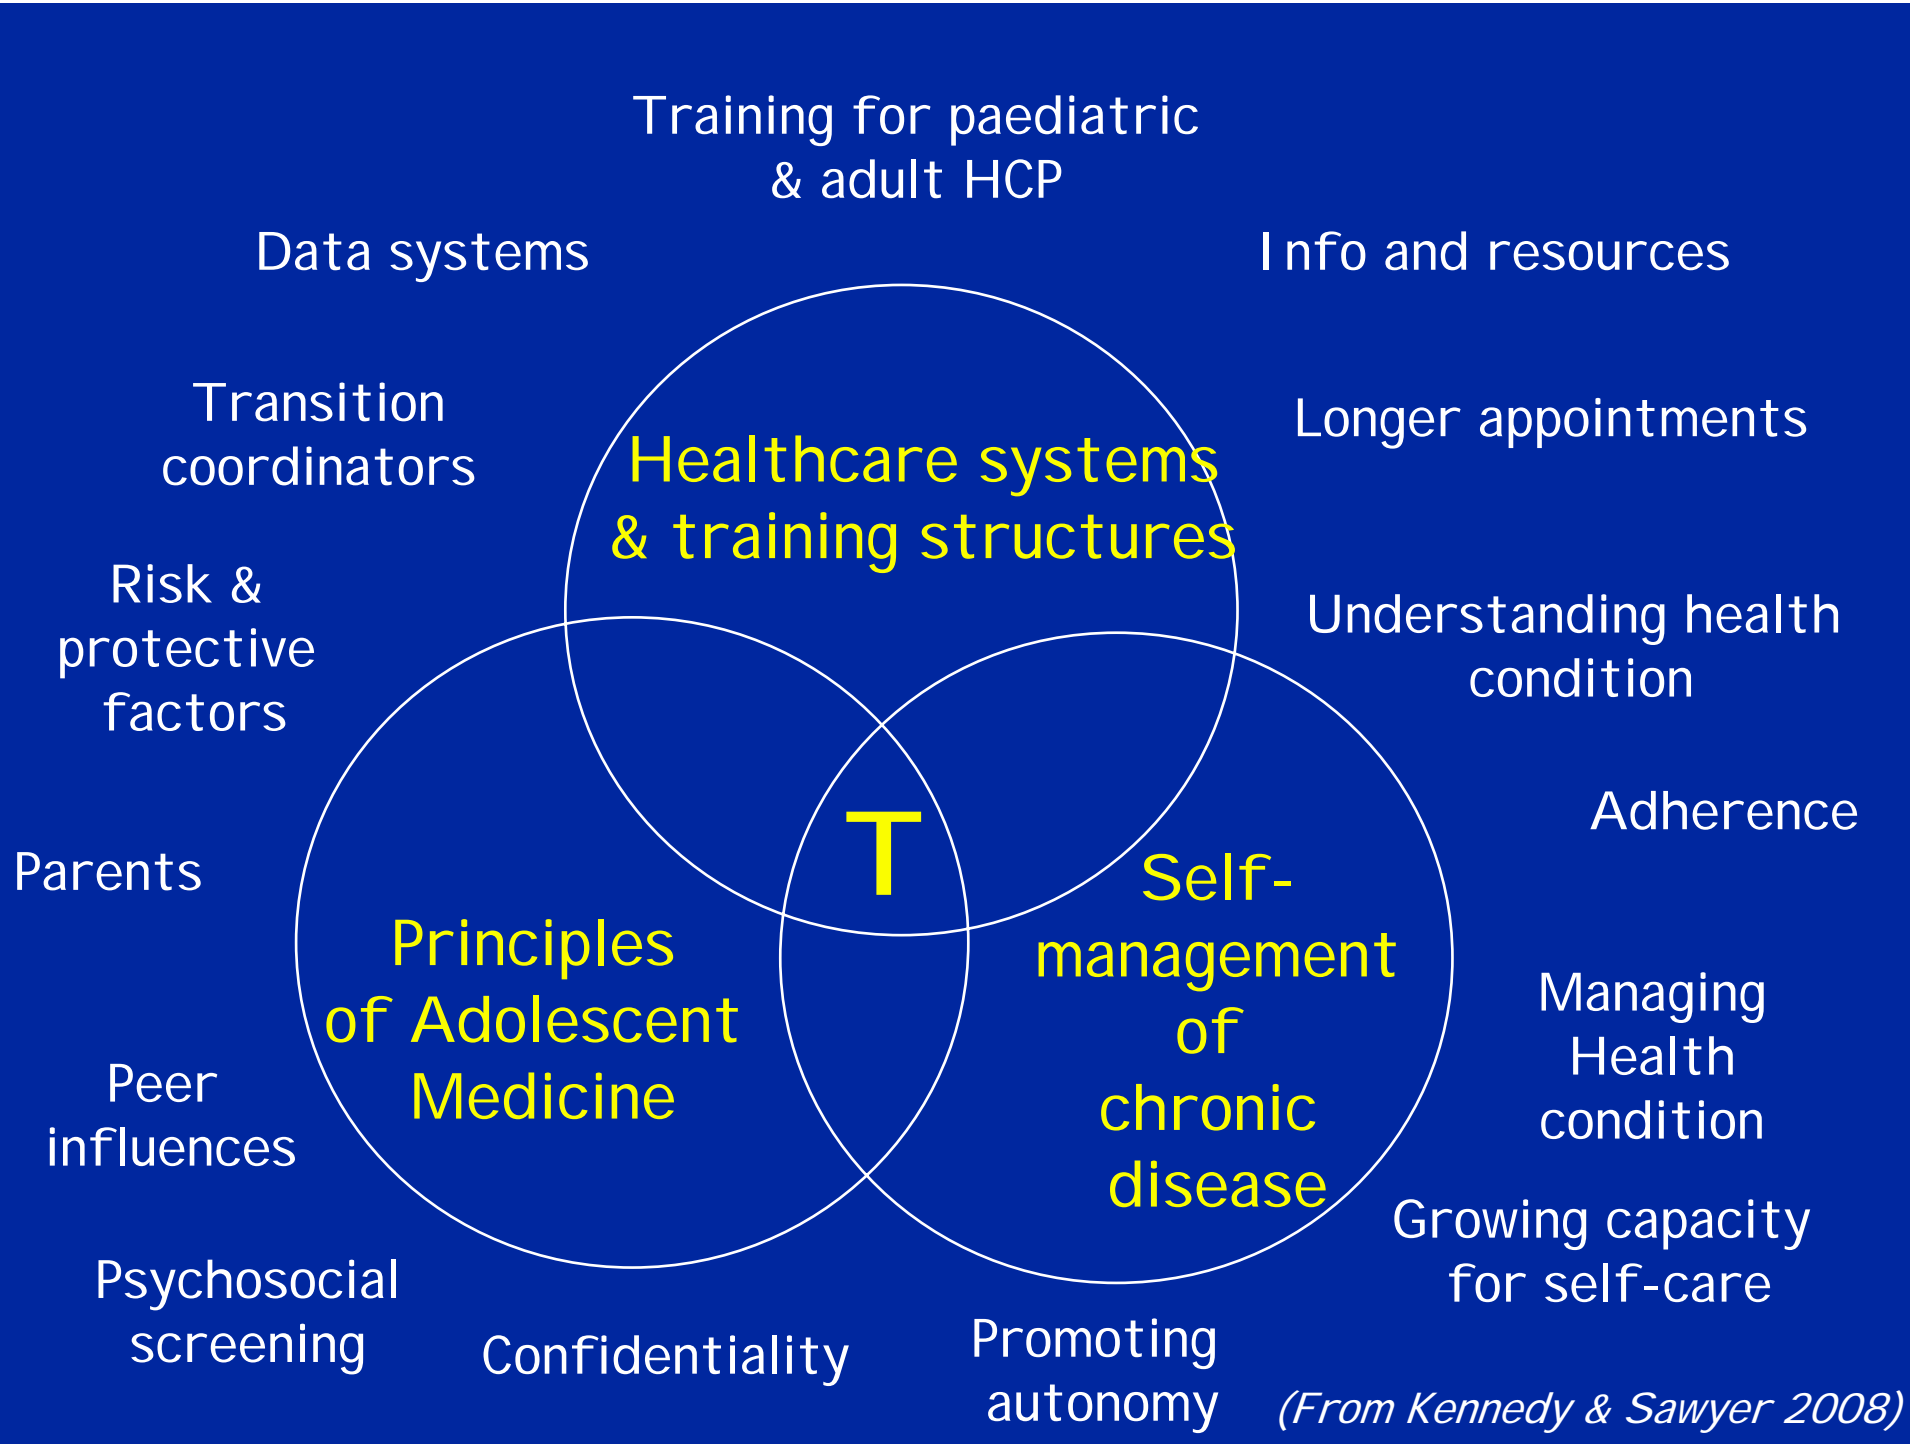 Training for paediatric
& adult HCP
Data systems
Info and resources
Transition
coordinators
Longer appointments
Healthcare systems
& training structures
Risk &
protective
factors
Understanding health
condition
Adherence
T
Parents
Self-
management
of
chronic
disease
Principles
of Adolescent
Medicine
Managing
Health
condition
Peer
influences
Growing capacity
for self-care
Psychosocial
screening
Confidentiality
Promoting
autonomy
(From Kennedy & Sawyer 2008)